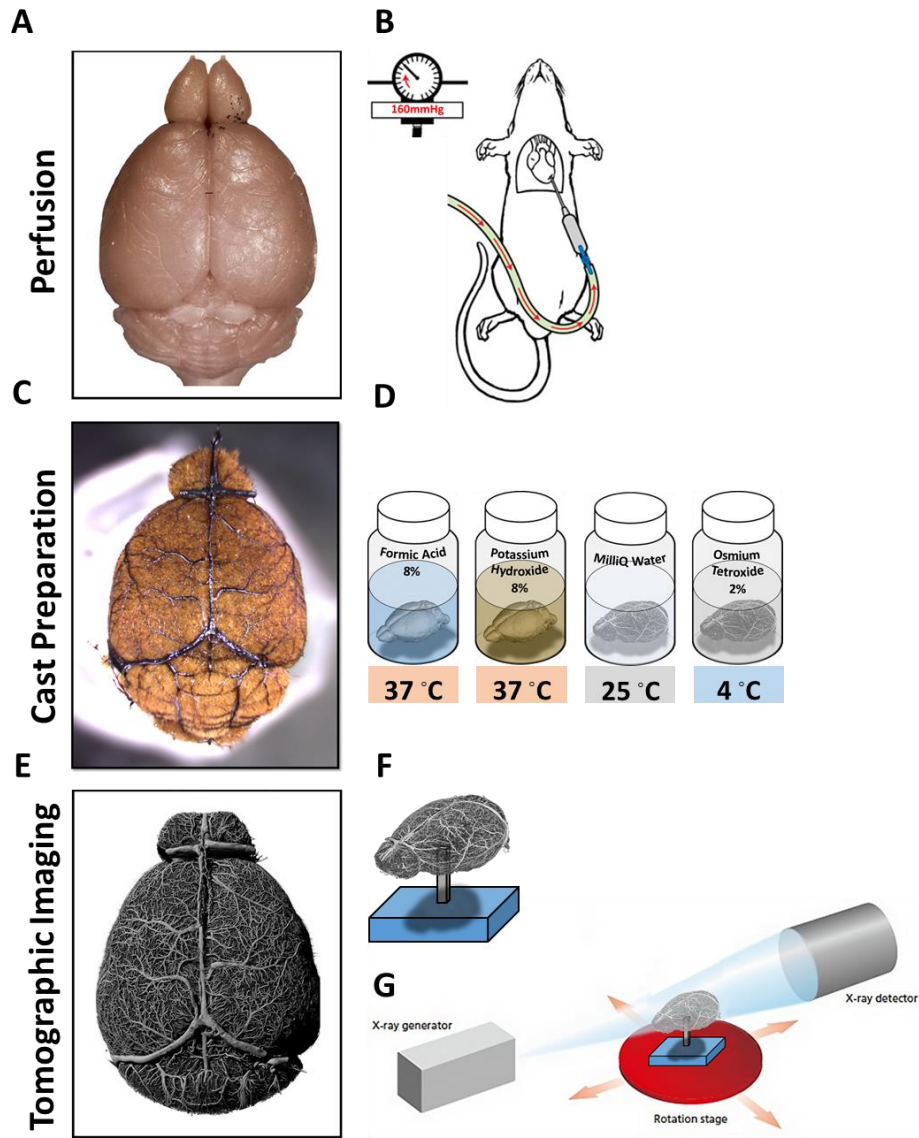 A
B
Perfusion
160mmHg
C
D
Cast Preparation
Formic Acid
8%
Potassium
Hydroxide
8%
MilliQ Water
Osmium
Tetroxide
2%
37 °C
37 °C
25 °C
4 °C
E
F
Tomographic Imaging
G
X-ray generator
X-ray detector
Rotation stage